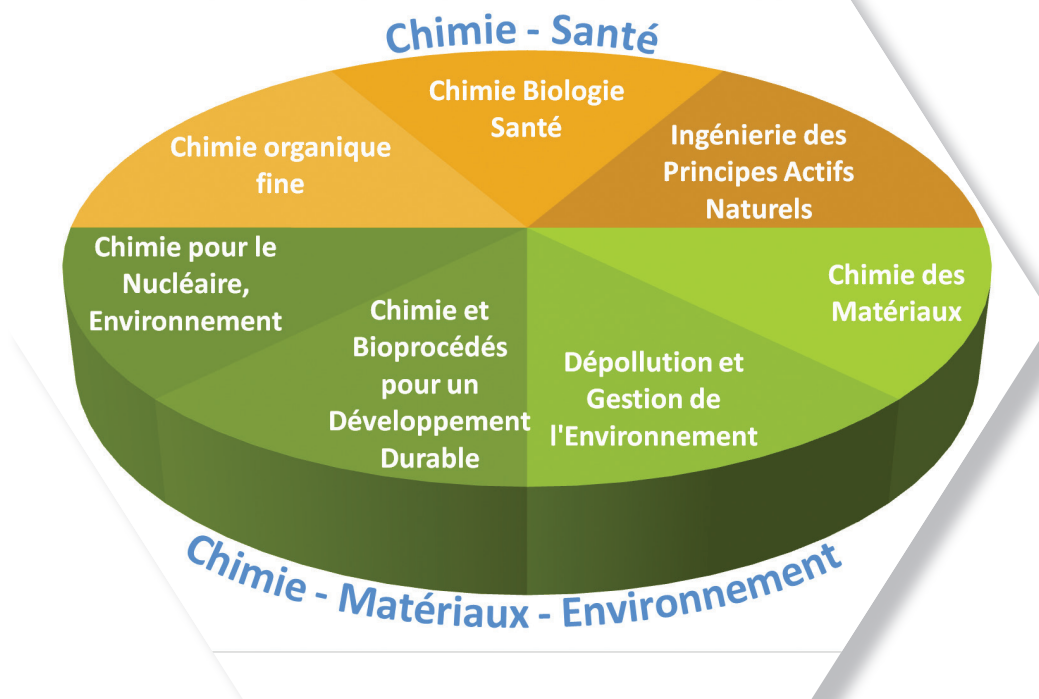 Chimie - Santé
Chimie Biologie
Santé
Chimie organique
fine
Ingénierie des
Principes Actifs
Naturels
Chimie pour le
Nucléaire,
Environnement
Chimie et
Bioprocédés
pour un
Développement
Durable
Dépollution et
Gestion de
l'Environnement
Chimie des
Matériaux
Chimie - Matériaux - Environnement